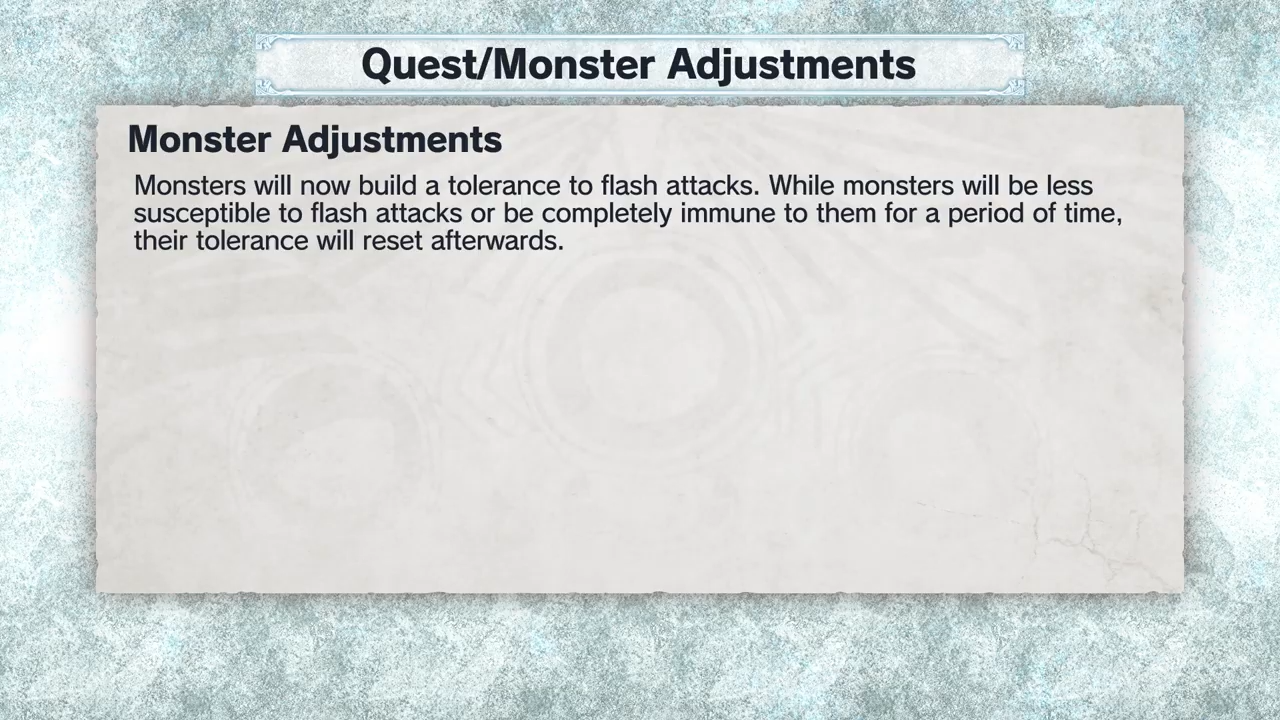 Quest/Monster Adjustments
Monster Adjustments
Monsters will now build a tolerance to flash attacks. While monsters will be less
susceptible to flash attacks or be completely immune to them for a period of time,
their tolerance will reset afterwards.